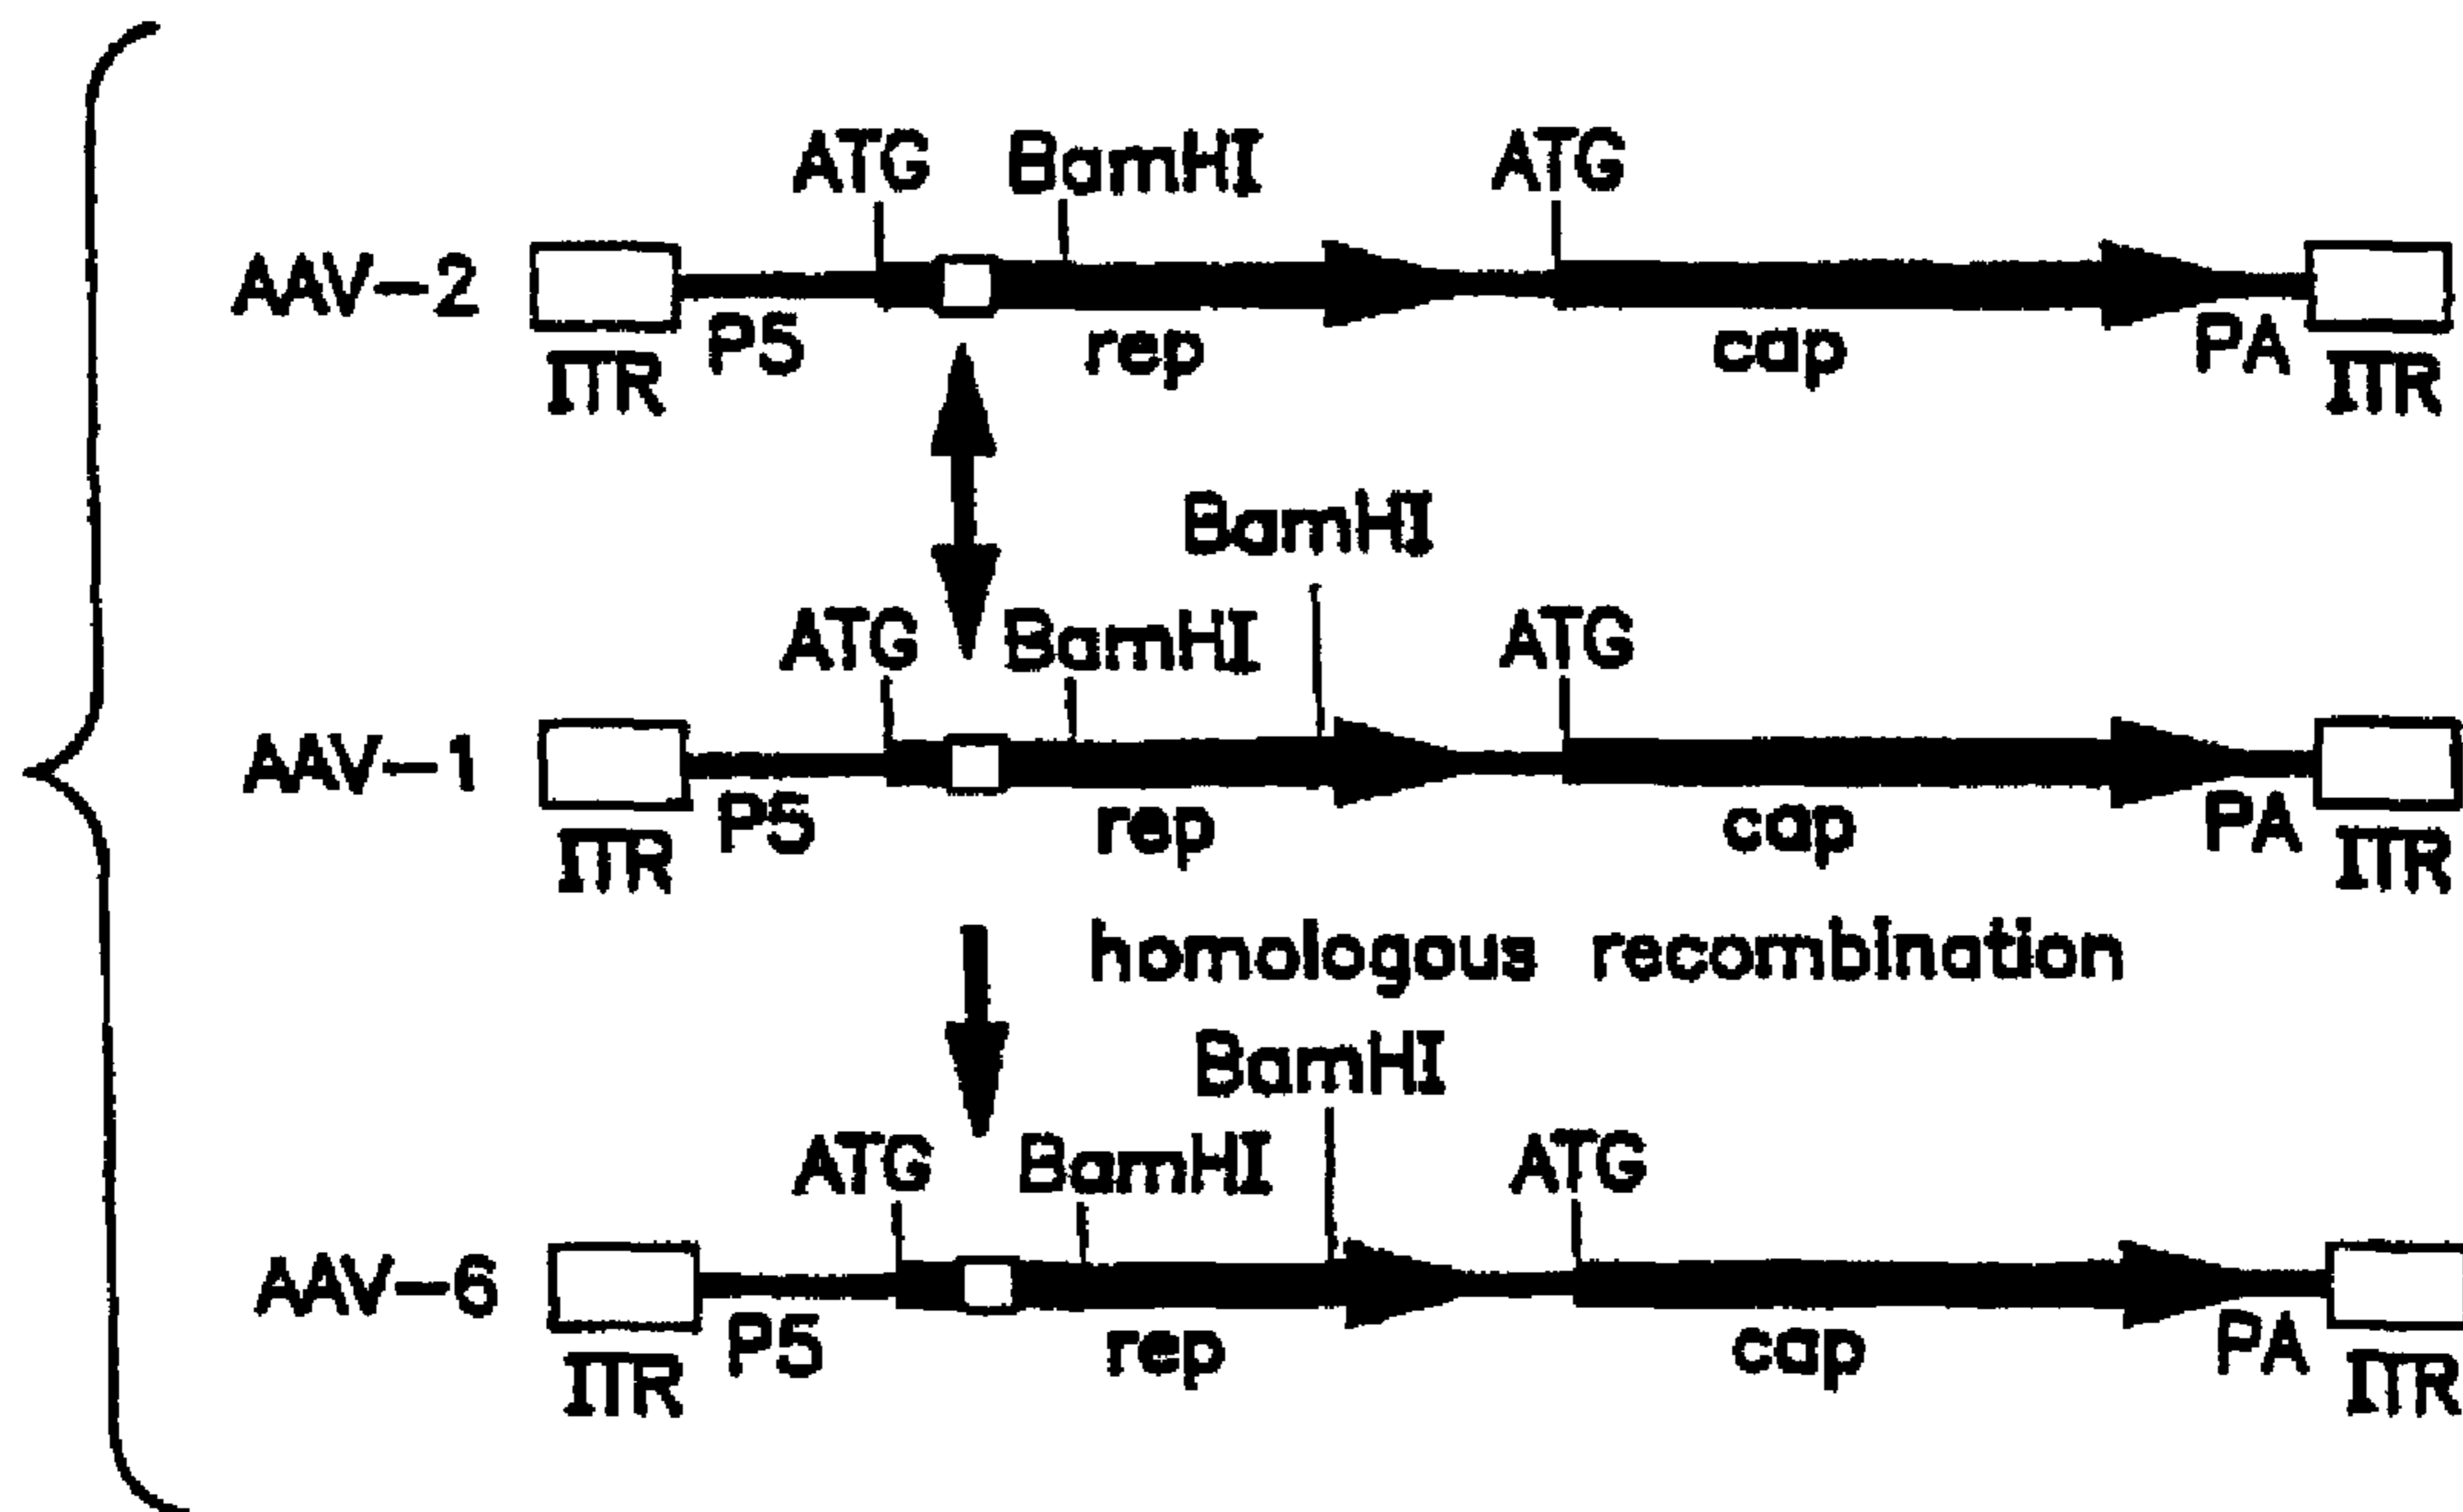 ATG BamHI ATG
AAV-2
P5 rep cap PA
ITR ITR
BamHI
ATG BamHI ATG
AAV-1
P5 rep cap PA
ITR ITR
homologous recombination
BamHI
ATG BamHI ATG
AAV-6
P5 rep cap PA
ITR ITR